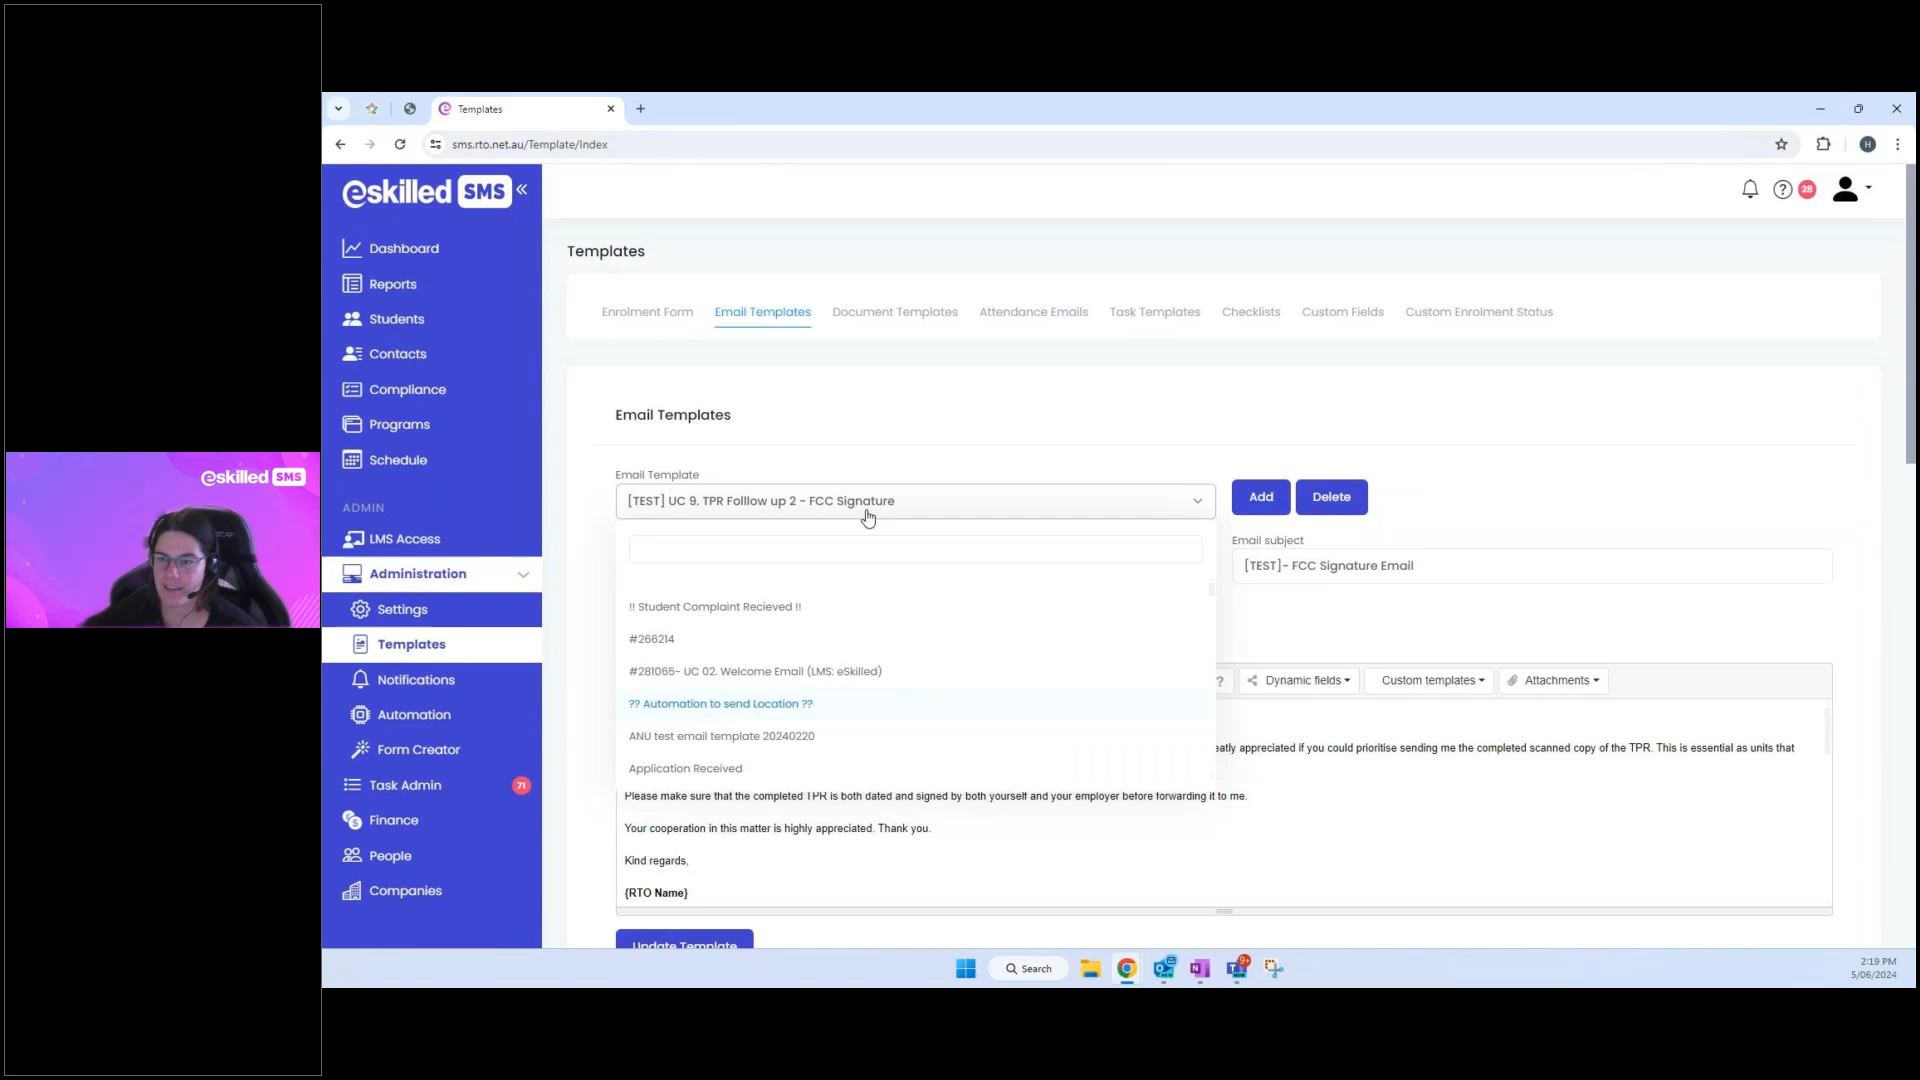 Templates
sms.rto.net.au/Template/Index
eskilled SMS
28
Dashboard
Reports
Students
Contacts
Compliance
Programs
Schedule
ADMIN
LMS Access
Administration
Settings
Templates
Notifications
Automation
Form Creator
Task Admin
71
Finance
People
Companies
eskilled SMS
Templates
Enrolment Form
Email Templates
Document Templates
Attendance Emails
Task Templates
Checklists
Custom Fields
Custom Enrolment Status
Email Templates
Email Template
[TEST] UC 9. TPR Folllow up 2 - FCC Signature
Add
Delete
Email subject
[TEST]- FCC Signature Email
!! Student Complaint Recieved !!
#266214
#281065- UC 02. Welcome Email (LMS: eSkilled)
?? Automation to send Location ??
ANU test email template 20240220
Application Received
? Dynamic fields
Custom templates
Attachments
eatly appreciated if you could prioritise sending me the completed scanned copy of the TPR. This is essential as units that
Please make sure that the completed TPR is both dated and signed by both yourself and your employer before forwarding it to me.
Your cooperation in this matter is highly appreciated. Thank you.
Kind regards,
{RTO Name}
Update Template
Search
9+
2:19 PM
5/06/2024
H